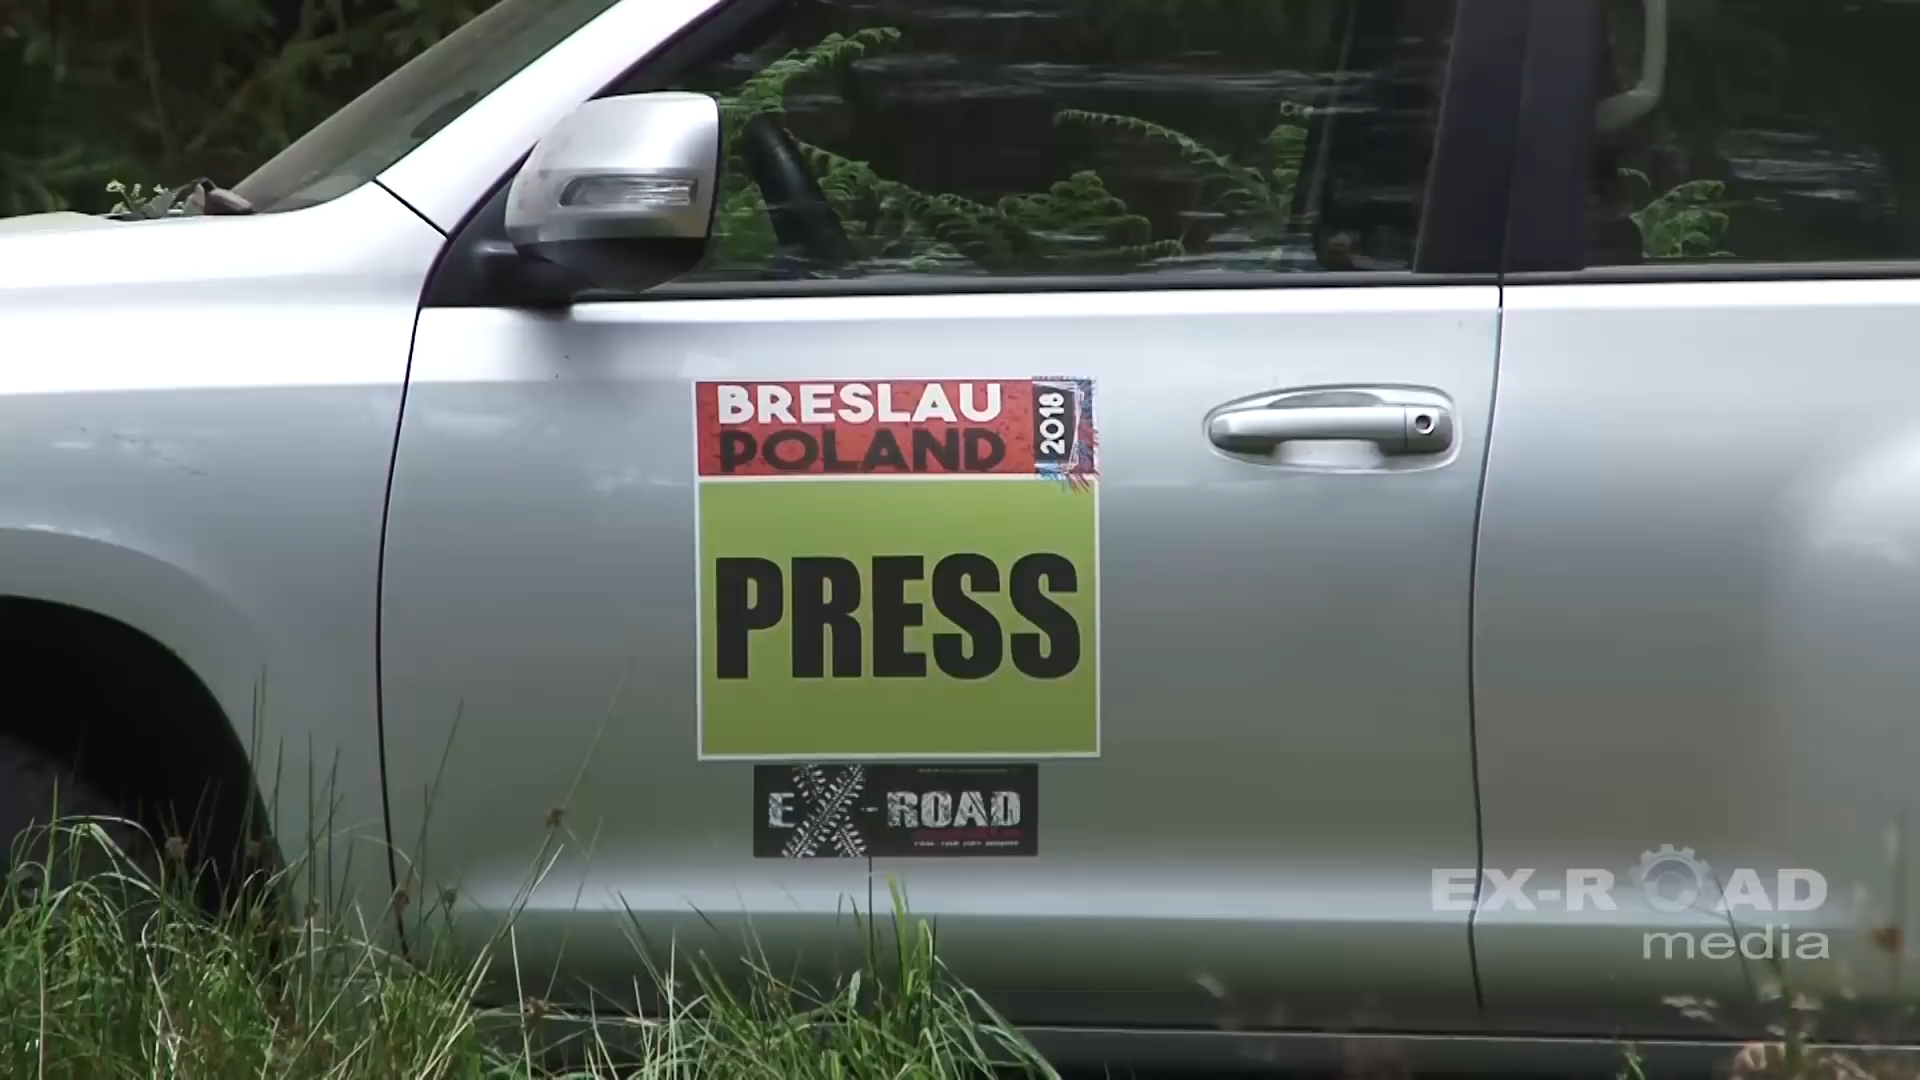 BRESLAU
POLAND
2018
PRESS
EX-ROAD
EX-ROAD
media